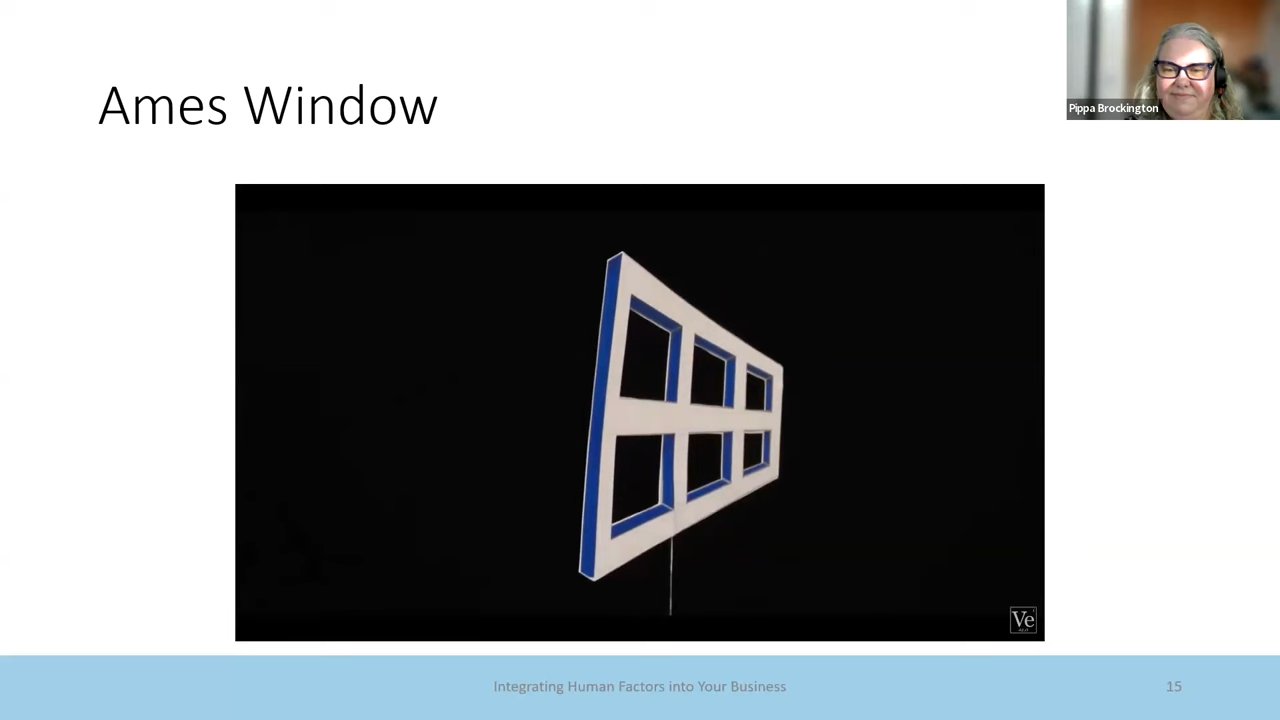 Ames Window
Pippa Brockington
Ve
Integrating Human Factors into Your Business
15